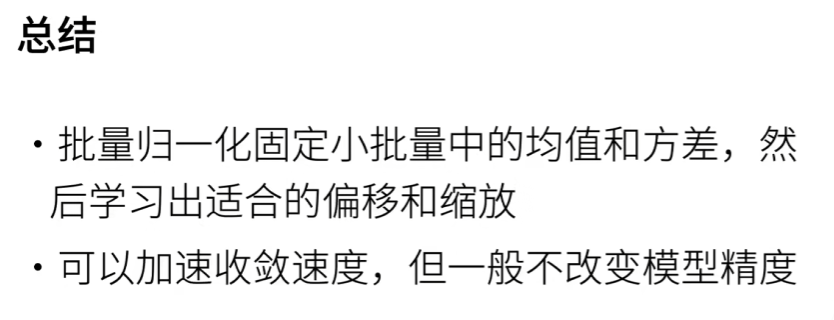 总结
• 批量归一化固定小批量中的均值和方差，然
后学习出适合的偏移和缩放
• 可以加速收敛速度，但一般不改变模型精度